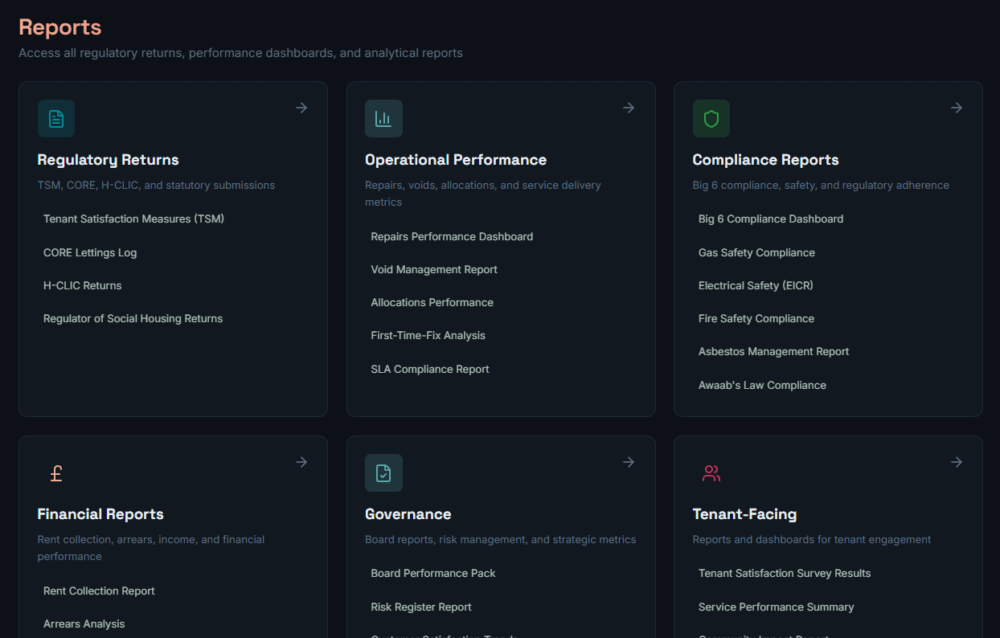 Reports
Access all regulatory returns, performance dashboards, and analytical reports
Regulatory Returns
TSM, CORE, H-CLIC, and statutory submissions
Tenant Satisfaction Measures (TSM)
CORE Lettings Log
H-CLIC Returns
Regulator of Social Housing Returns
Operational Performance
Repairs, voids, allocations, and service delivery
metrics
Repairs Performance Dashboard
Void Management Report
Allocations Performance
First-Time-Fix Analysis
SLA Compliance Report
Compliance Reports
Big 6 compliance, safety, and regulatory adherence
Big 6 Compliance Dashboard
Gas Safety Compliance
Electrical Safety (EICR)
Fire Safety Compliance
Asbestos Management Report
Awaab's Law Compliance
£
Financial Reports
Rent collection, arrears, income, and financial
performance
Rent Collection Report
Arrears Analysis
Governance
Board reports, risk management, and strategic metrics
Board Performance Pack
Risk Register Report
Customer Satisfaction Trends
Tenant-Facing
Reports and dashboards for tenant engagement
Tenant Satisfaction Survey Results
Service Performance Summary
Community Impact Report